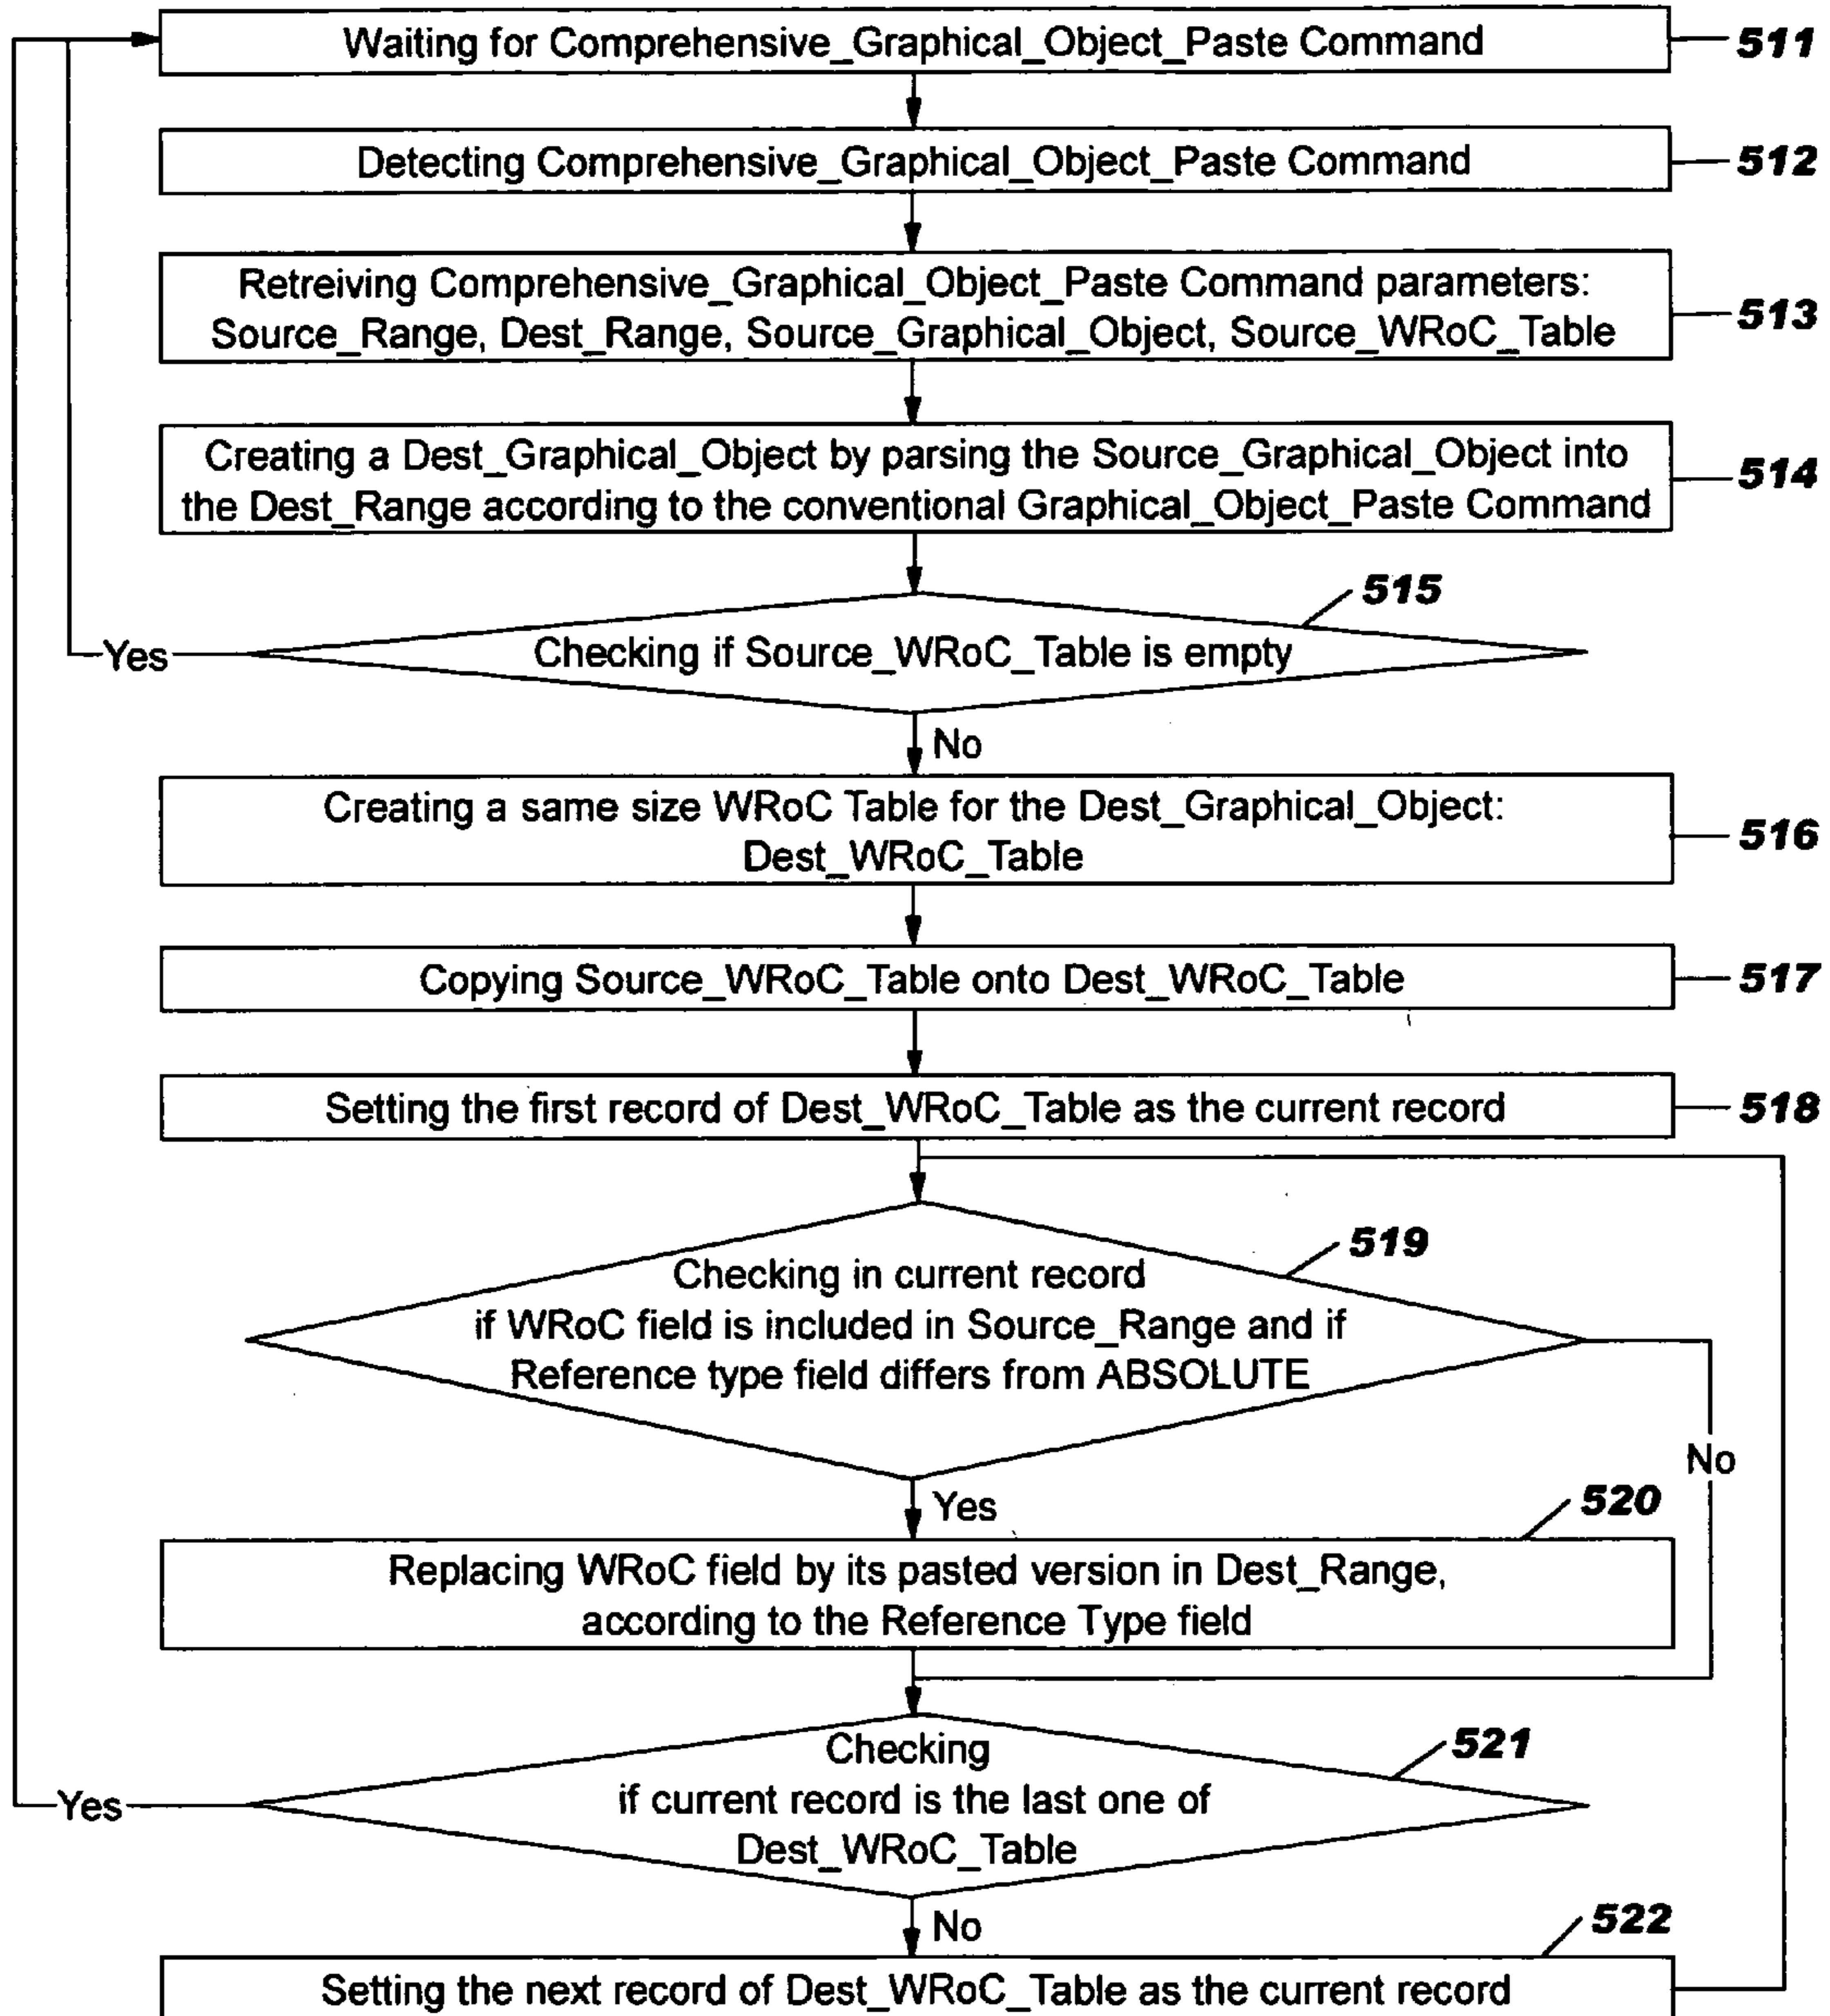 Waiting for Comprehensive_Graphical_Object_Paste Command
511
Detecting Comprehensive_Graphical_Object_Paste Command
512
Retreiving Comprehensive_Graphical_Object_Paste Command parameters:
Source_Range, Dest_Range, Source_Graphical_Object, Source_WRoC_Table
513
Creating a Dest_Graphical_Object by parsing the Source_Graphical_Object into
the Dest_Range according to the conventional Graphical_Object_Paste Command
514
515
Checking if Source_WRoC_Table is empty
Yes
No
Creating a same size WRoC Table for the Dest_Graphical_Object:
Dest_WRoC_Table
516
Copying Source_WRoC_Table onto Dest_WRoC_Table
517
Setting the first record of Dest_WRoC_Table as the current record
518
519
Checking in current record
if WRoC field is included in Source_Range and if
Reference type field differs from ABSOLUTE
No
Yes
520
Replacing WRoC field by its pasted version in Dest_Range,
according to the Reference Type field
521
Checking
if current record is the last one of
Dest_WRoC_Table
Yes
No
522
Setting the next record of Dest_WRoC_Table as the current record